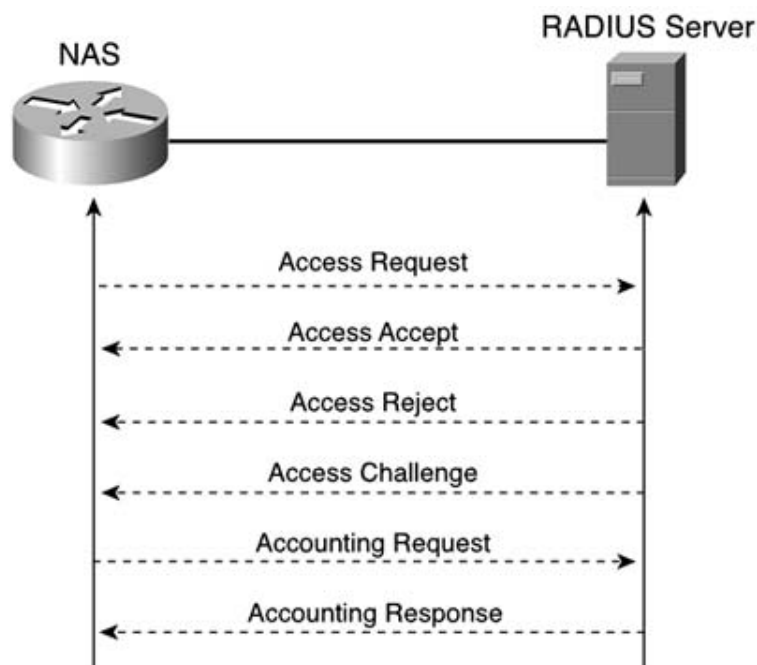 RADIUS Server
NAS
Access Request
Access Accept
Access Reject
Access Challenge
Accounting Request
Accounting Response